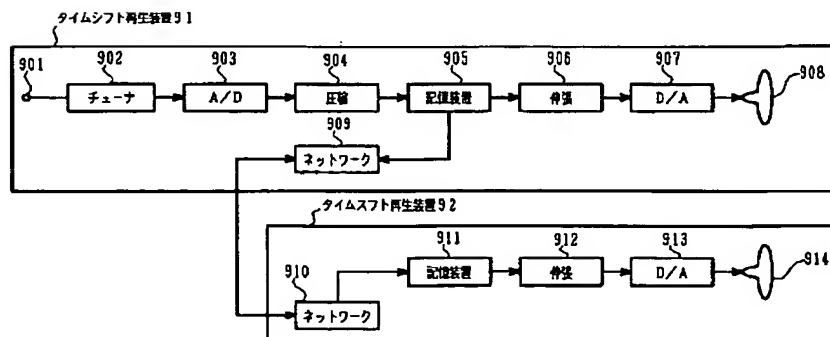 タイムシフト再生装置91
901
902
903
904
905
906
907
908
チューナ
A/D
圧縮
記憶装置
伸張
D/A
909
ネットワーク
タイムスフト再生装置92
910
911
912
913
914
記憶装置
伸張
D/A
ネットワーク